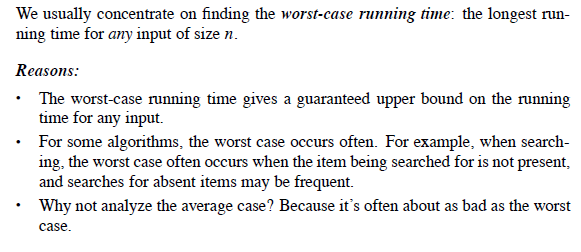 We usually concentrate on finding the worst-case running time: the longest run-
ning time for any input of size n.
Reasons:
• The worst-case running time gives a guaranteed upper bound on the running
time for any input.
• For some algorithms, the worst case occurs often. For example, when search-
ing, the worst case often occurs when the item being searched for is not present,
and searches for absent items may be frequent.
• Why not analyze the average case? Because it's often about as bad as the worst
case.